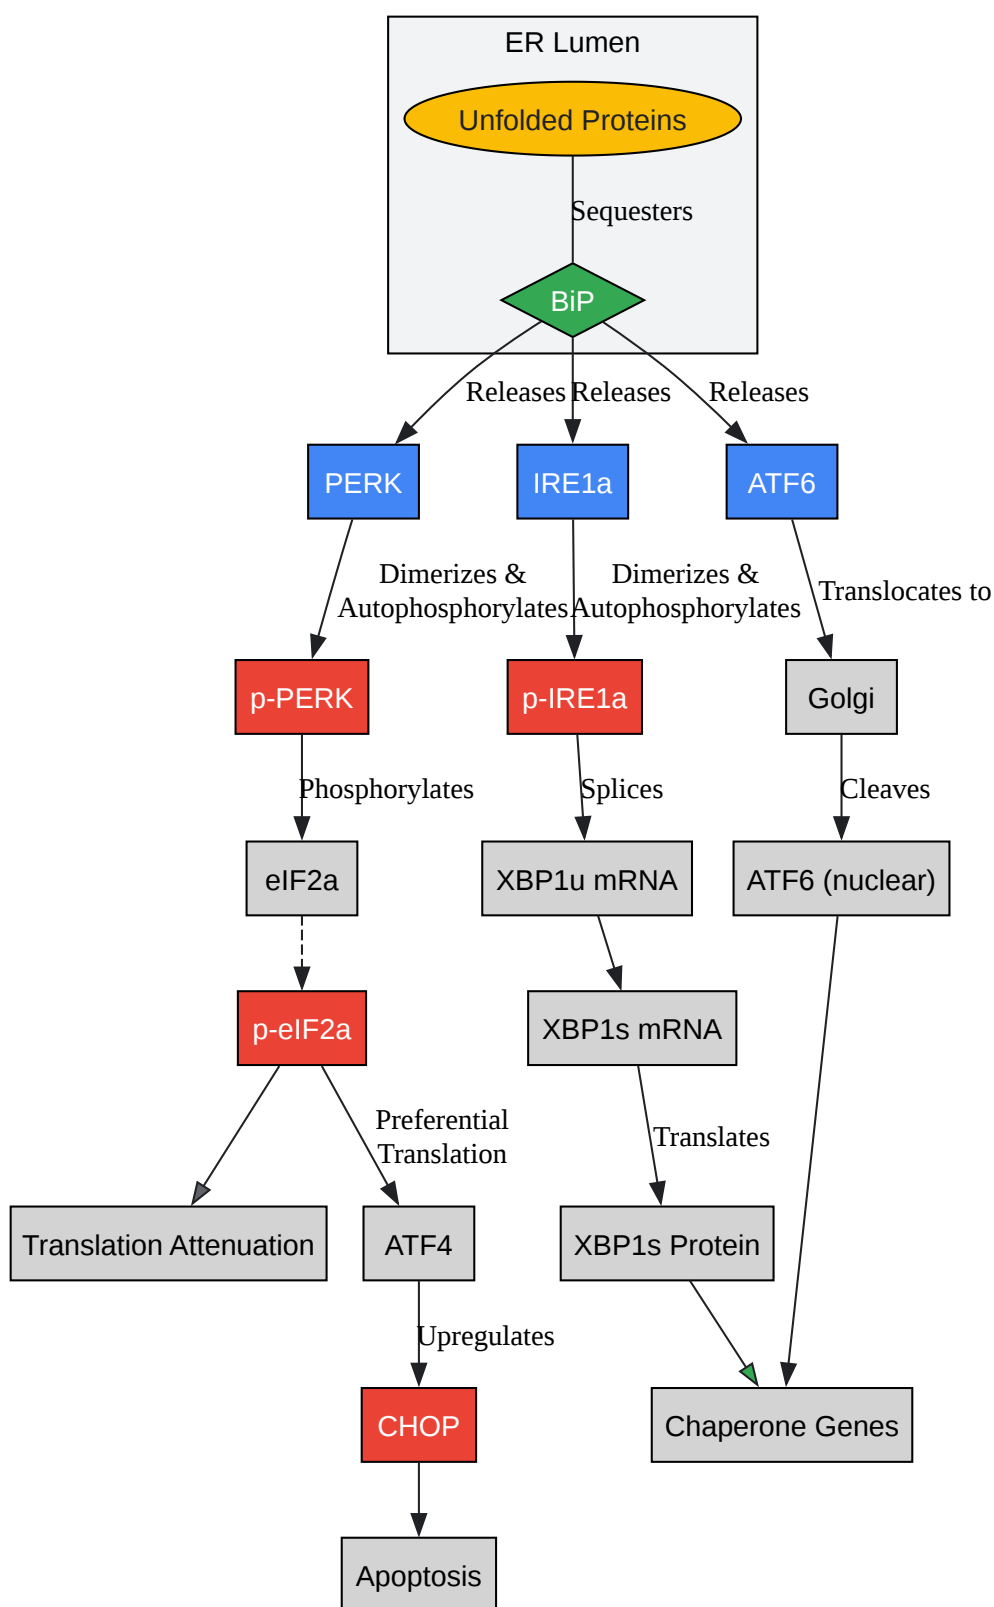 ER Lumen
Unfolded Proteins
Sequesters
BiP
Releases
Releases
Releases
PERK
IRE1a
ATF6
Dimerizes &
Autophosphorylates
Dimerizes &
Autophosphorylates
Translocates to
p-PERK
p-IRE1a
Golgi
Phosphorylates
Splices
Cleaves
eIF2a
XBP1u mRNA
ATF6 (nuclear)
p-eIF2a
XBP1s mRNA
Preferential
Translation
Translates
Translation Attenuation
ATF4
XBP1s Protein
Upregulates
CHOP
Chaperone Genes
Apoptosis